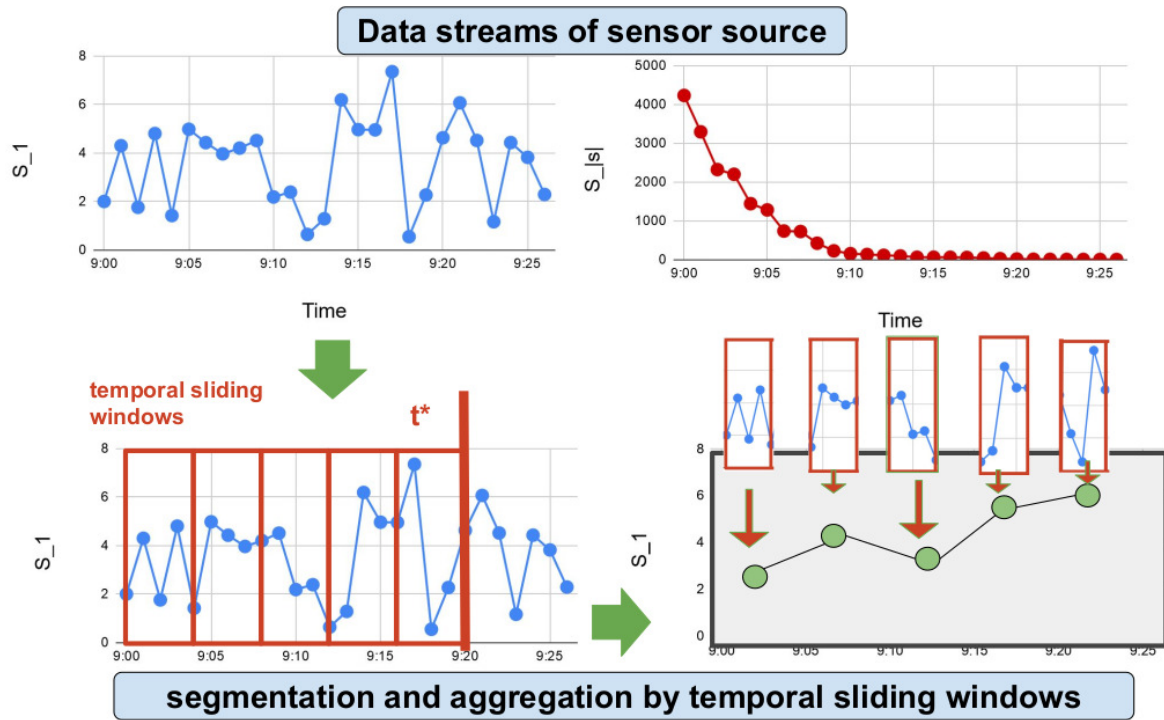 Data streams of sensor source
8
6
4
2
0
S_1
9:00 9:05 9:10 9:15 9:20 9:25
Time
5000
4000
3000
2000
1000
0
S_|s|
9:00 9:05 9:10 9:15 9:20 9:25
Time
temporal sliding
windows
t*
8
6
4
2
0
S_1
9:00 9:05 9:10 9:15 9:20 9:25
8
6
4
2
0
S_1
9:00 9:05 9:10 9:15 9:20 9:25
segmentation and aggregation by temporal sliding windows